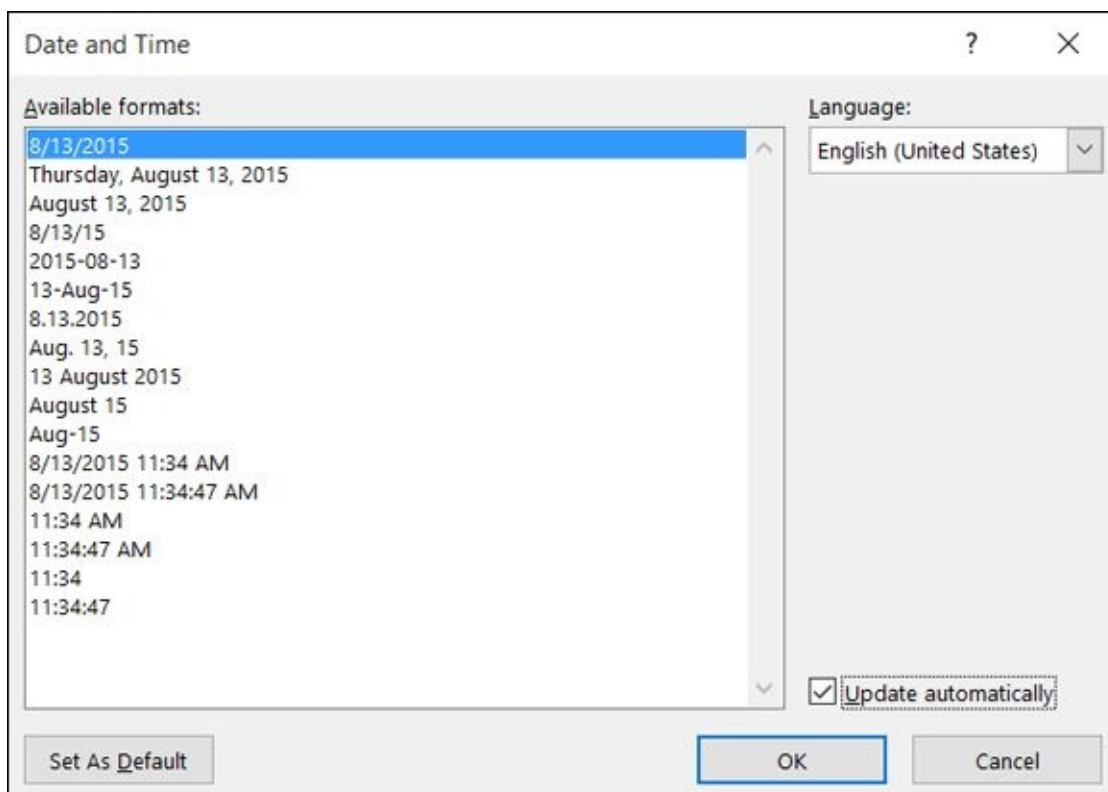 Date and Time
?
Available formats:
Language:
8/13/2015
English (United States)
Thursday, August 13, 2015
August 13, 2015
8/13/15
2015-08-13
13-Aug-15
8.13.2015
Aug. 13, 15
13 August 2015
August 15
Aug-15
8/13/2015 11:34 AM
8/13/2015 11:34:47 AM
11:34 AM
11:34:47 AM
11:34
11:34:47
Update automatically
Set As Default
OK
Cancel